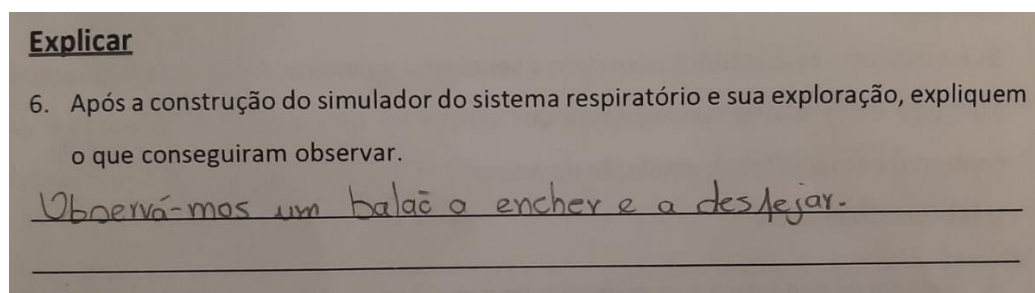 Explicar
6. Após a construção do simulador do sistema respiratório e sua exploração, expliquem
o que conseguiram observar.
Observá-mos um balaõ a encher e a desfejar.